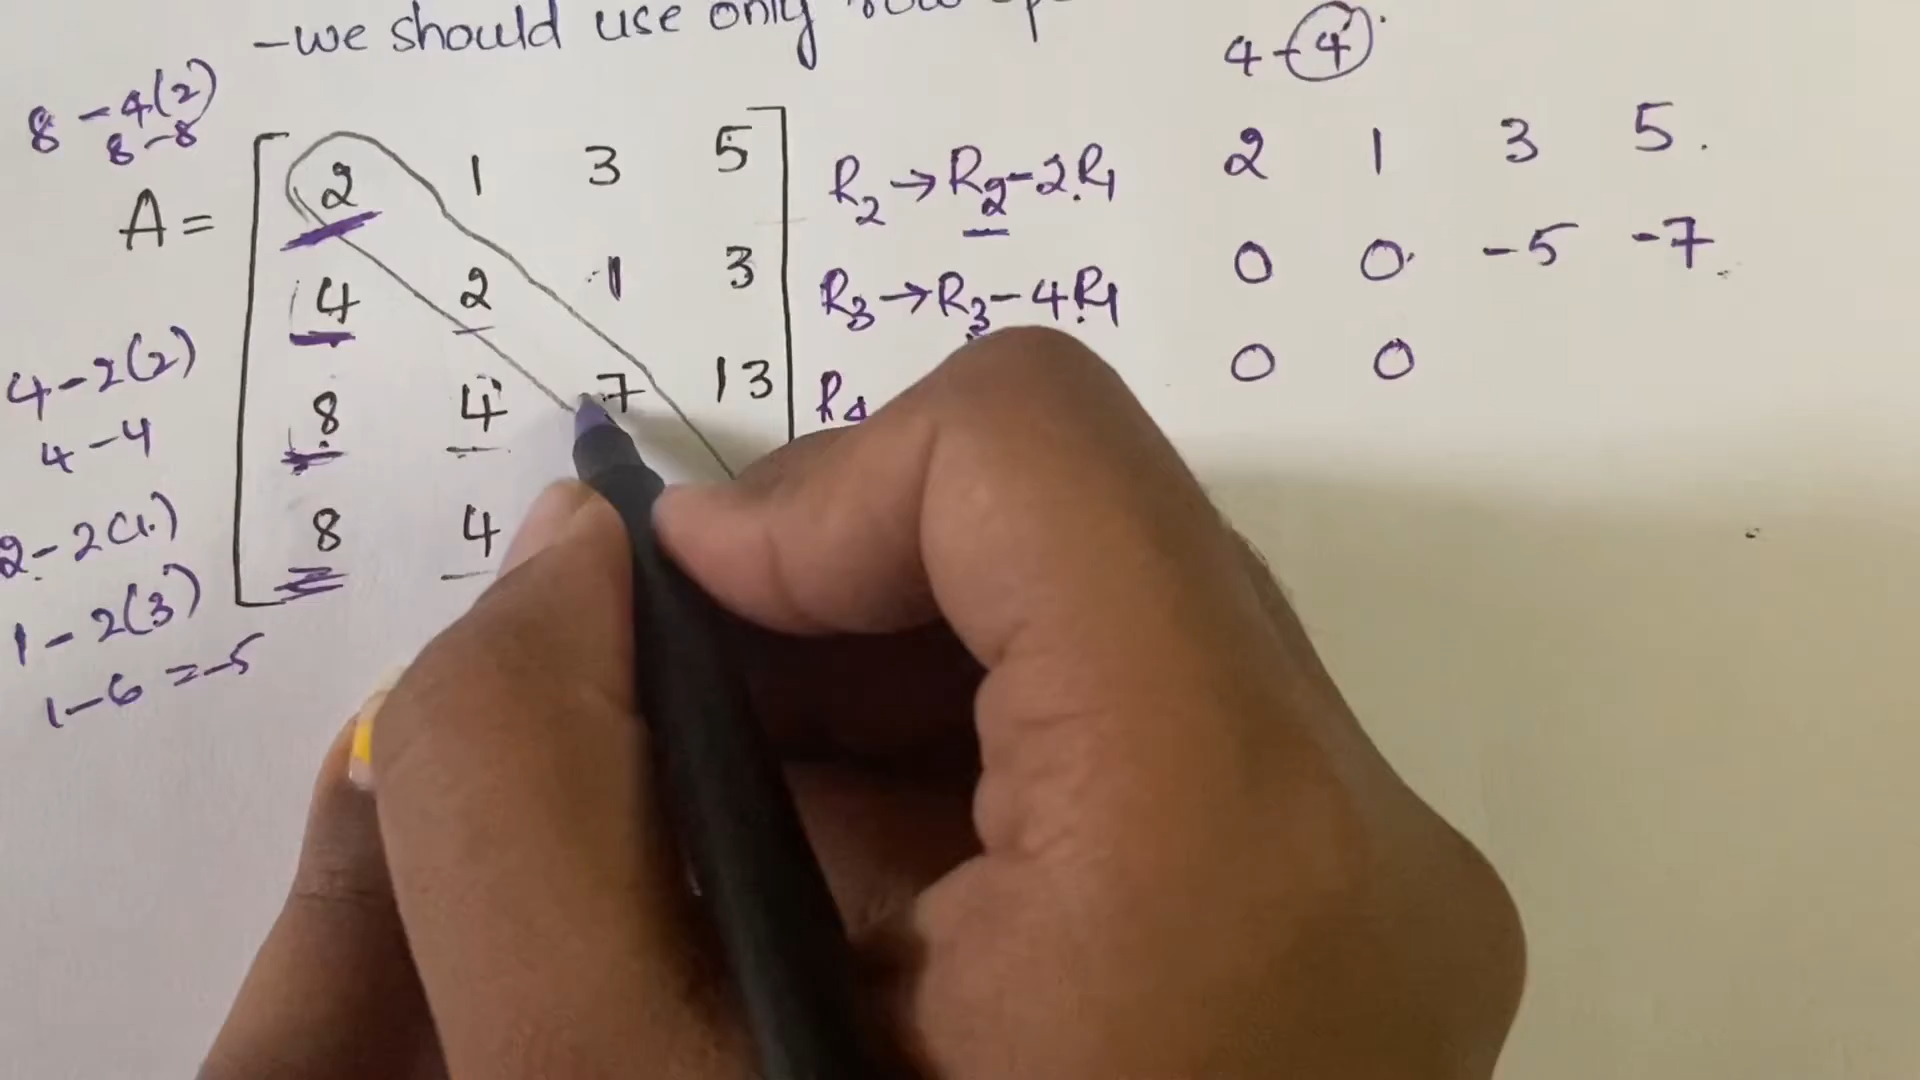 -we should use only row
8 - 4(2)
8 - 8
4 - 4
A =
2 1 3 5
4 2 1 3
8 4 7 13
8 4
R2 → R2 - 2R1
R3 → R3 - 4R1
R4
2 1 3 5.
0 0 -5 -7
0 0
4 - 2(2)
4 - 4
2 - 2(1)
1 - 2(3)
1 - 6 = -5